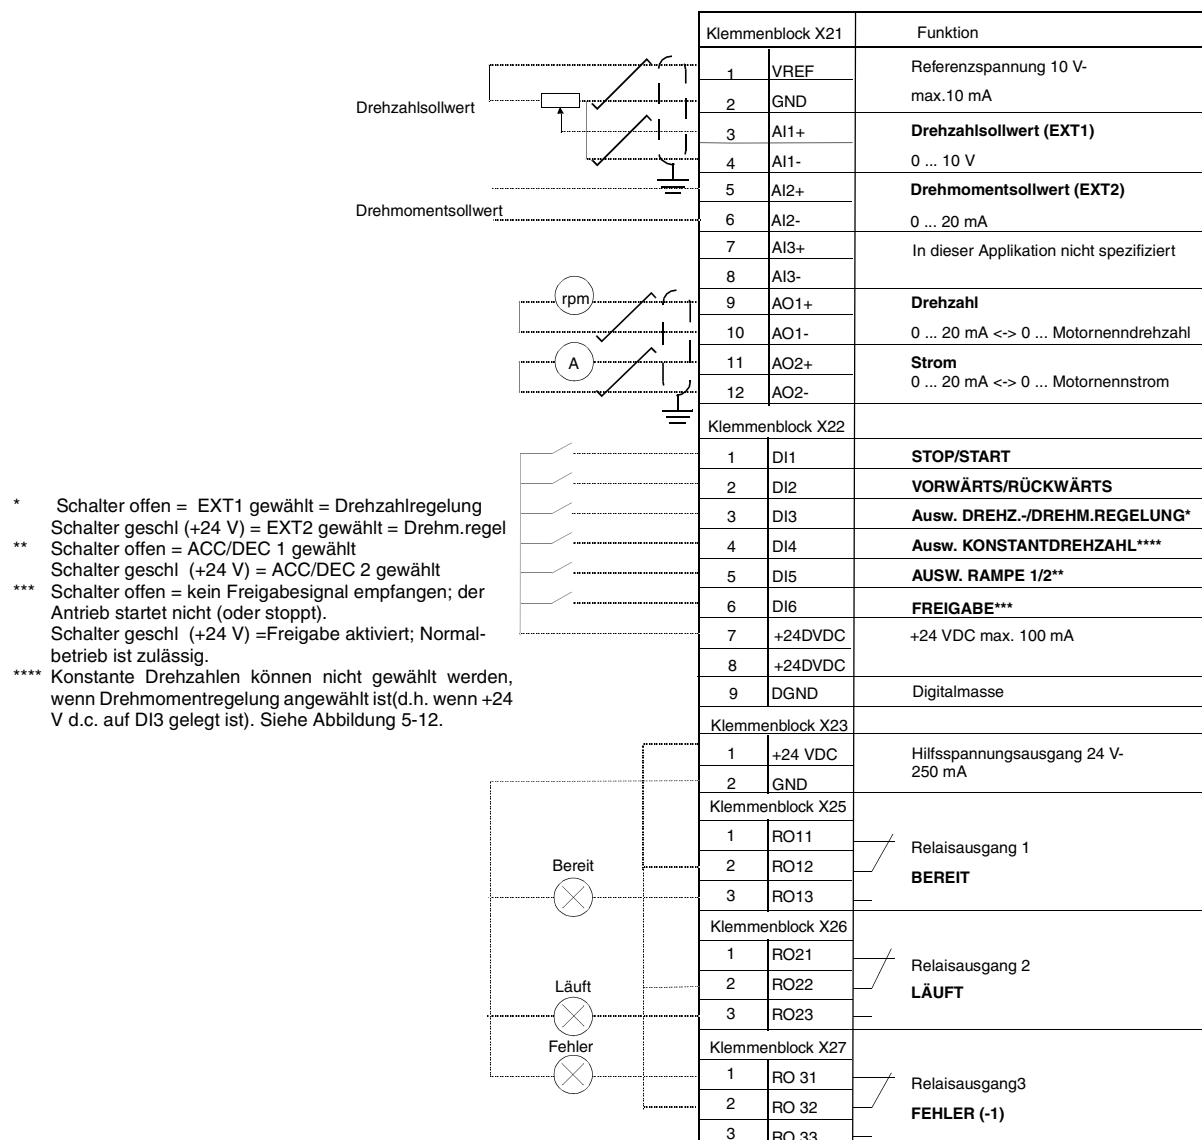 Klemmenblock X21 Funktion
1 VREF Referenzspannung 10 V-
2 GND max.10 mA
Drehzahlsollwert
3 AI1+ Drehzahlsollwert (EXT1)
4 AI1- 0 ... 10 V
5 AI2+ Drehmomentsollwert (EXT2)
Drehmomentsollwert
6 AI2- 0 ... 20 mA
7 AI3+ In dieser Applikation nicht spezifiziert
8 AI3-
rpm
9 AO1+ Drehzahl
10 AO1- 0 ... 20 mA <-> 0 ... Motornenndrehzahl
A
11 AO2+ Strom
0 ... 20 mA <-> 0 ... Motornennstrom
12 AO2-
Klemmenblock X22
1 DI1 STOP/START
2 DI2 VORWÄRTS/RÜCKWÄRTS
3 DI3 Ausw. DREHZ.-/DREHM.REGELUNG*
4 DI4 Ausw. KONSTANTDREHZAHL****
5 DI5 AUSW. RAMPE 1/2**
6 DI6 FREIGABE***
7 +24DVDC +24 VDC max. 100 mA
8 +24DVDC
9 DGND Digitalmasse
* Schalter offen = EXT1 gewählt = Drehzahlregelung
Schalter geschl (+24 V) = EXT2 gewählt = Drehm.regel
** Schalter offen = ACC/DEC 1 gewählt
Schalter geschl (+24 V) = ACC/DEC 2 gewählt
*** Schalter offen = kein Freigabesignal empfangen; der
Antrieb startet nicht (oder stoppt).
Schalter geschl (+24 V) =Freigabe aktiviert; Normal-
betrieb ist zulässig.
**** Konstante Drehzahlen können nicht gewählt werden,
wenn Drehmomentregelung angewählt ist(d.h. wenn +24
V d.c. auf DI3 gelegt ist). Siehe Abbildung 5-12.
Klemmenblock X23
1 +24 VDC Hilfsspannungsausgang 24 V-
250 mA
2 GND
Klemmenblock X25
1 RO11
Relaisausgang 1
Bereit
2 RO12
BEREIT
3 RO13
Klemmenblock X26
1 RO21
Relaisausgang 2
2 RO22
Läuft
LÄUFT
3 RO23
Fehler
Klemmenblock X27
1 RO 31
Relaisausgang3
2 RO 32
FEHLER (-1)
3 RO 33